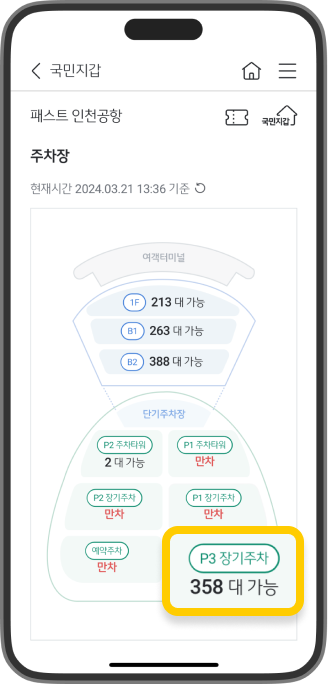 국민지갑
패스트 인천공항
국민지갑
주차장
현재시간 2024.03.21 13:36 기준
여객터미널
1F 213 대 가능
B1 263 대 가능
B2 388 대 가능
단기주차장
P2 주차타워 P1 주차타워
2 대 가능 만차
P2 장기주차 P1 장기주차
만차 만차
예약주차 P3 장기주차
만차 358 대 가능